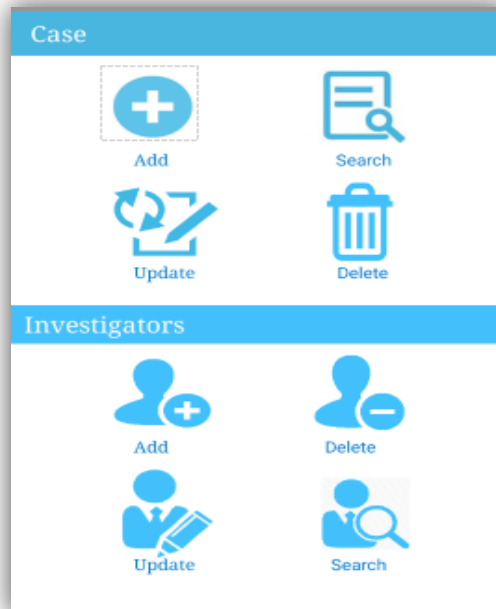 Case
Add
Search
Update
Delete
Investigators
Add
Delete
Update
Search